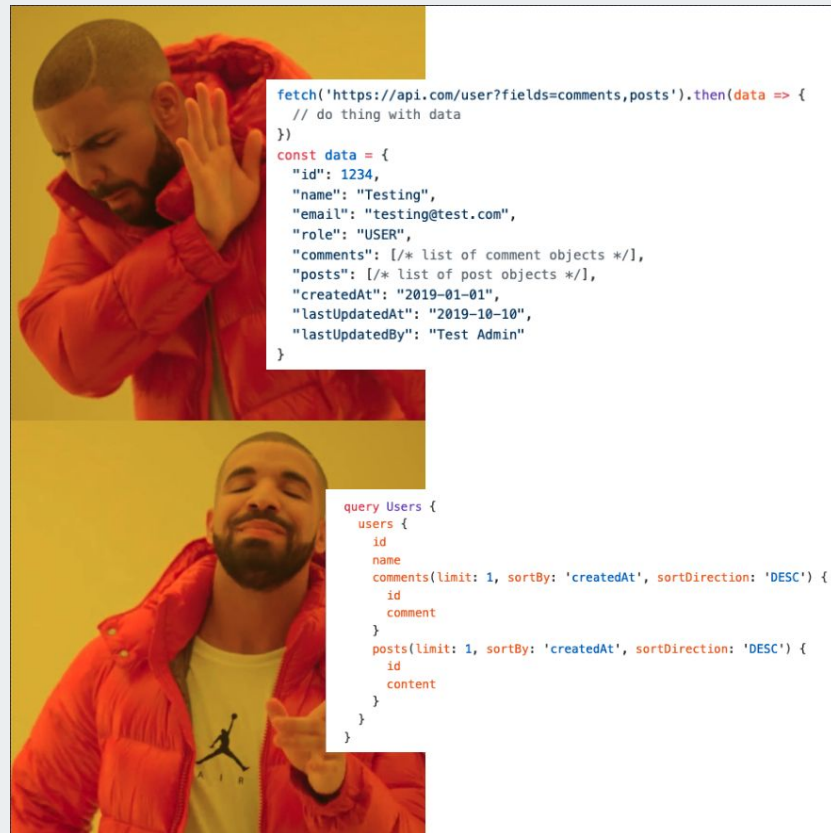 fetch('https://api.com/user?fields=comments,posts').then(data => {
  // do thing with data
})
const data = {
  "id": 1234,
  "name": "Testing",
  "email": "testing@test.com",
  "role": "USER",
  "comments": [/* list of comment objects */],
  "posts": [/* list of post objects */],
  "createdAt": "2019-01-01",
  "lastUpdatedAt": "2019-10-10",
  "lastUpdatedBy": "Test Admin"
}
query Users {
  users {
    id
    name
    comments(limit: 1, sortBy: 'createdAt', sortDirection: 'DESC') {
      id
      comment
    }
    posts(limit: 1, sortBy: 'createdAt', sortDirection: 'DESC') {
      id
      content
    }
  }
}
A I R